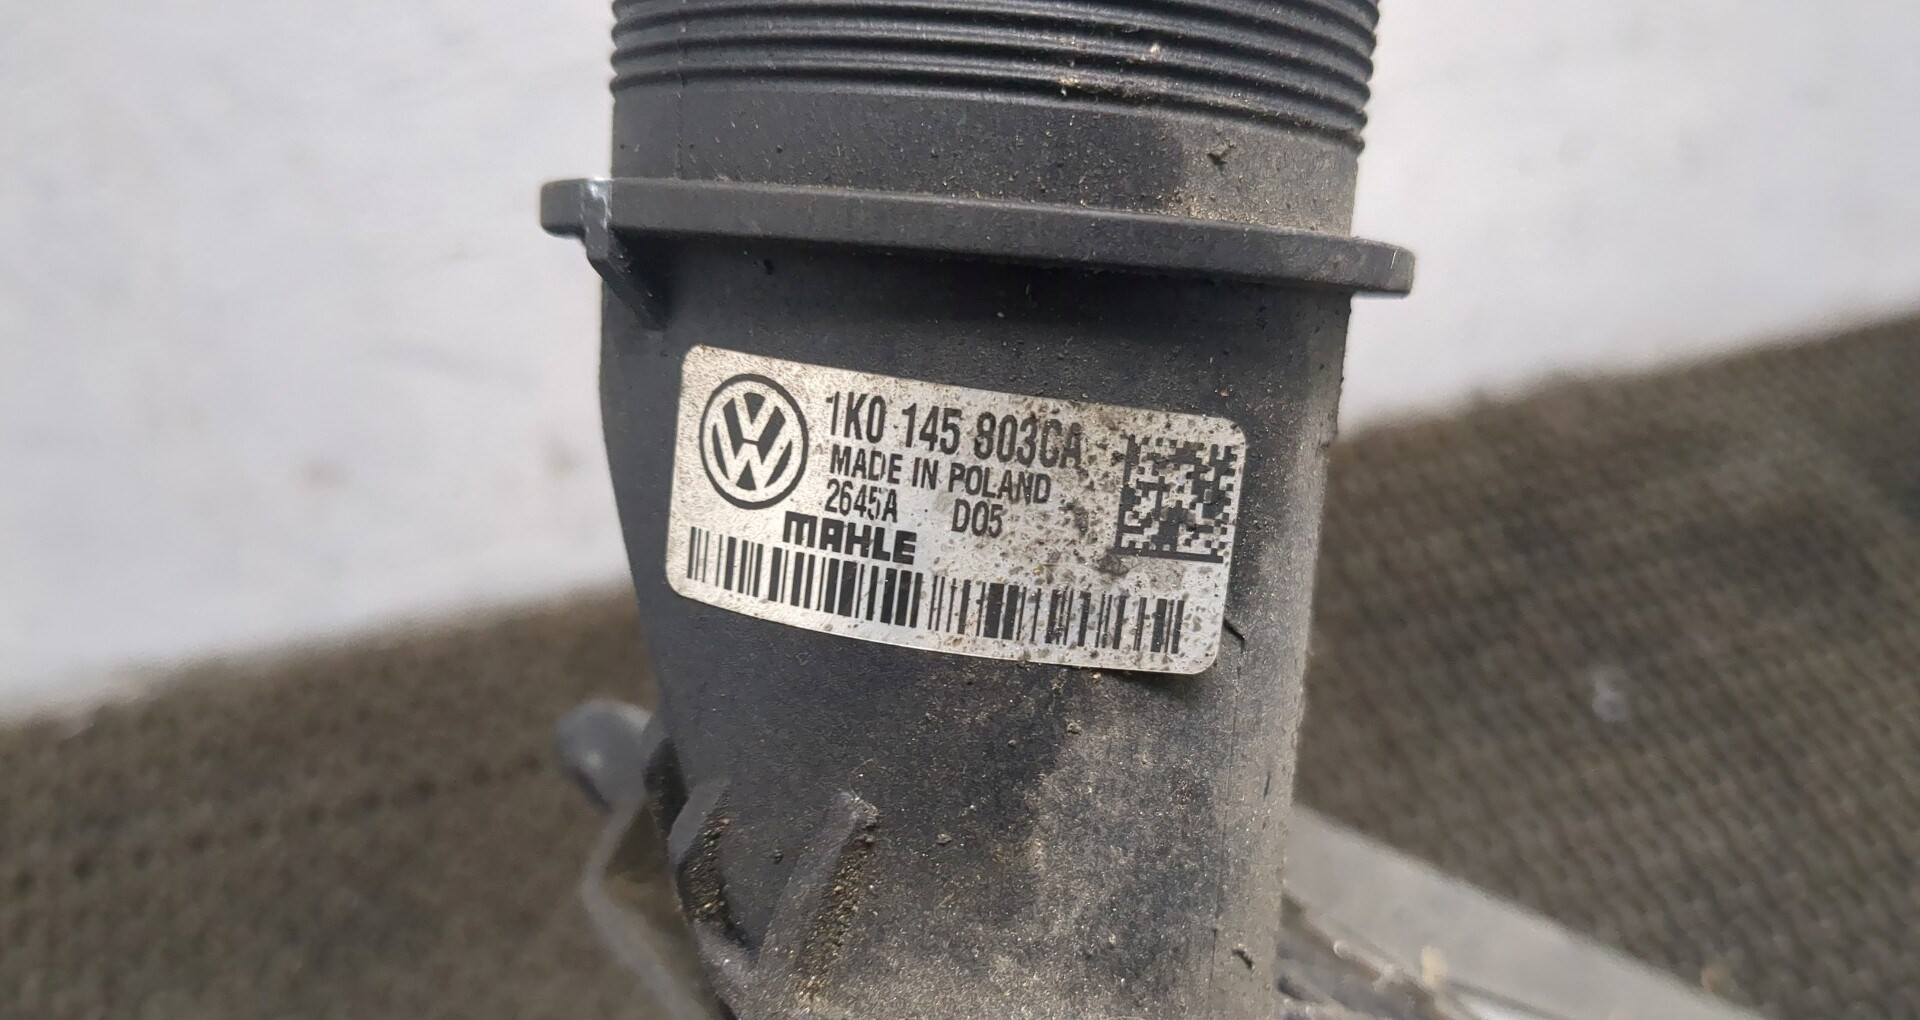 1K0 145 803CA
MADE IN POLAND
2645A D05
MAHLE